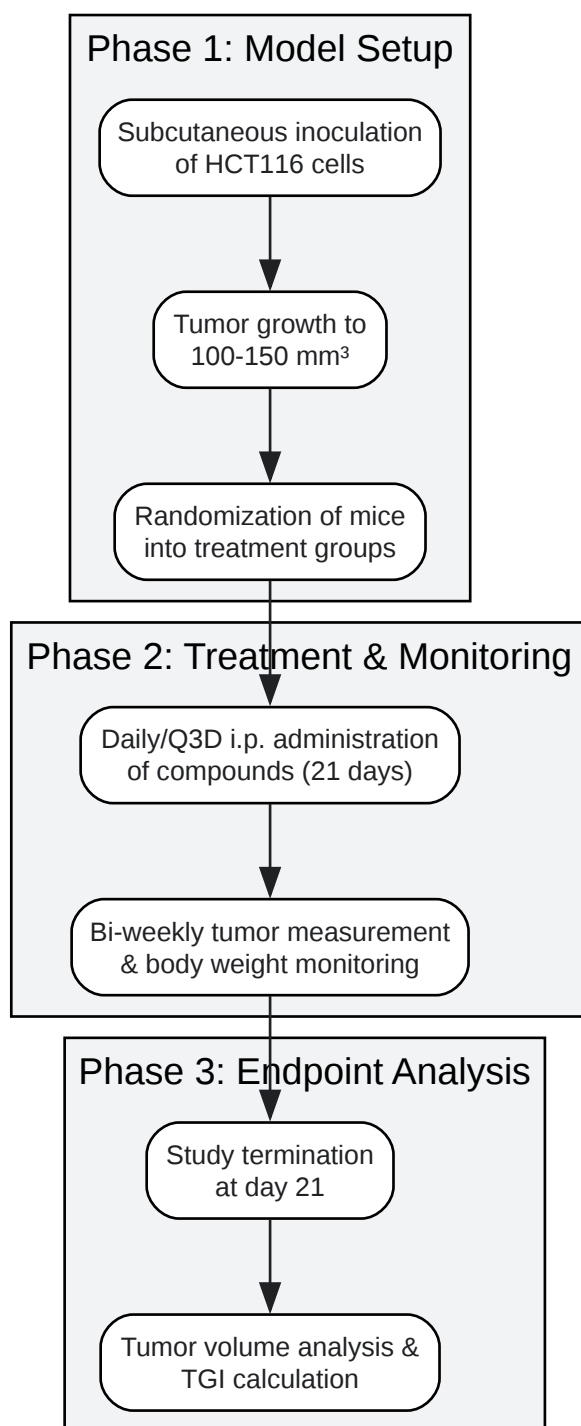 Phase 1: Model Setup
Subcutaneous inoculation
of HCT116 cells
Tumor growth to
100-150 mm³
Randomization of mice
into treatment groups
Phase 2: Treatment & Monitoring
Daily/Q3D i.p. administration
of compounds (21 days)
Bi-weekly tumor measurement
& body weight monitoring
Phase 3: Endpoint Analysis
Study termination
at day 21
Tumor volume analysis &
TGI calculation